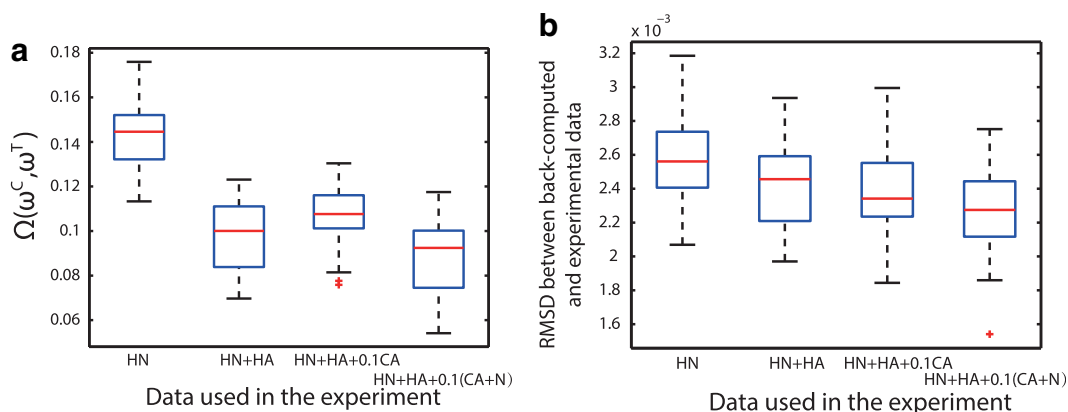 a
0.18
0.16
0.14
0.12
0.1
0.08
0.06
Ω(ω^C,ω^T)
HN
HN+HA
HN+HA+0.1CA
HN+HA+0.1(CA+N)
Data used in the experiment
b
x 10^-3
3.2
3
2.8
2.6
2.4
2.2
2
1.8
1.6
RMSD between back-computed
and experimental data
HN
HN+HA
HN+HA+0.1CA
HN+HA+0.1(CA+N)
Data used in the experiment